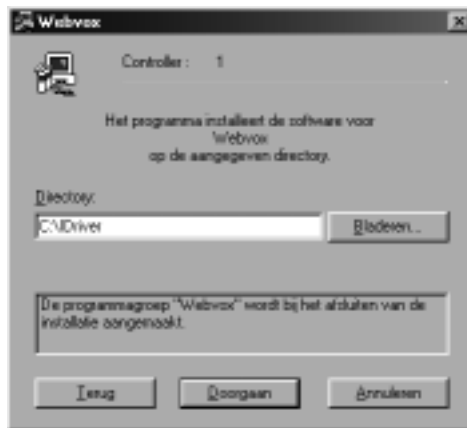 Webvox
Controller : 1
Het programma installeert de software voor
Webvox
op de aangegeven directory.
Directory:
C:\IDriver
Bladeren...
De programmagroep "Webvox" wordt bij het afsluiten van de
installatie aangemaakt.
Terug
Doorgaan
Annuleren